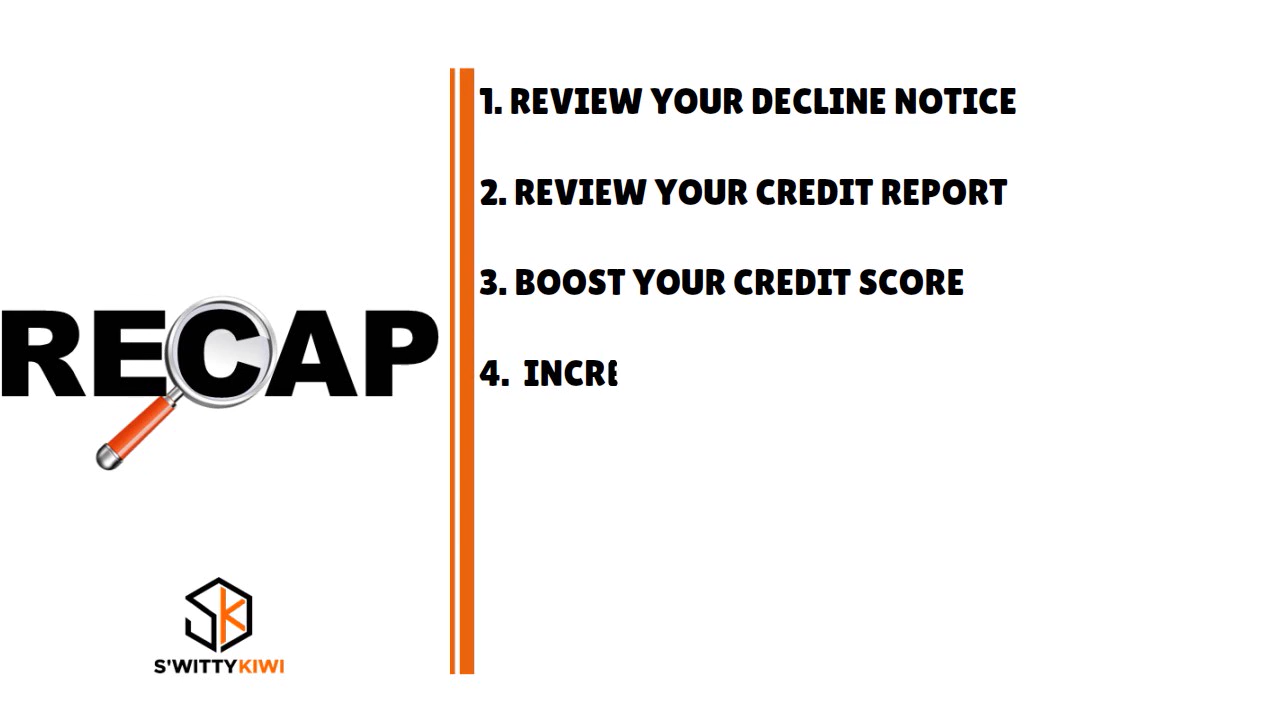 RECAP
1. REVIEW YOUR DECLINE NOTICE
2. REVIEW YOUR CREDIT REPORT
3. BOOST YOUR CREDIT SCORE
4. INCRE
SK
S'WITTYKIWI